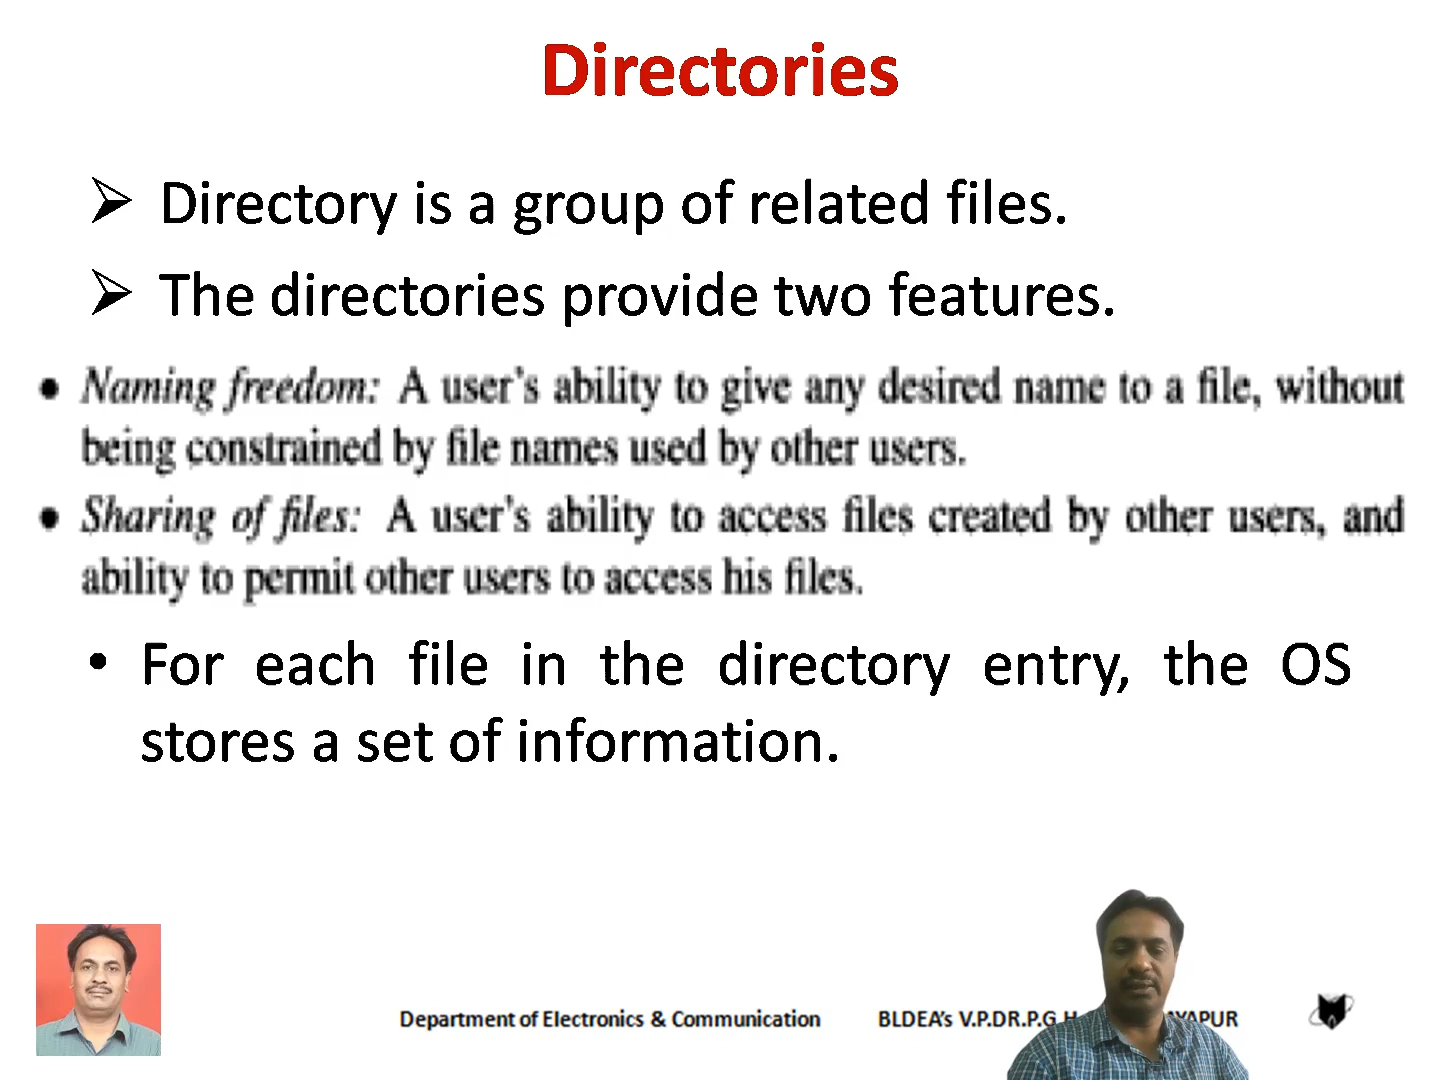 Directories
➢ Directory is a group of related files.
➢ The directories provide two features.
• Naming freedom: A user's ability to give any desired name to a file, without
being constrained by file names used by other users.
• Sharing of files: A user's ability to access files created by other users, and
ability to permit other users to access his files.
• For each file in the directory entry, the OS
stores a set of information.
Department of Electronics & Communication BLDEA's V.P.DR.P.G.H